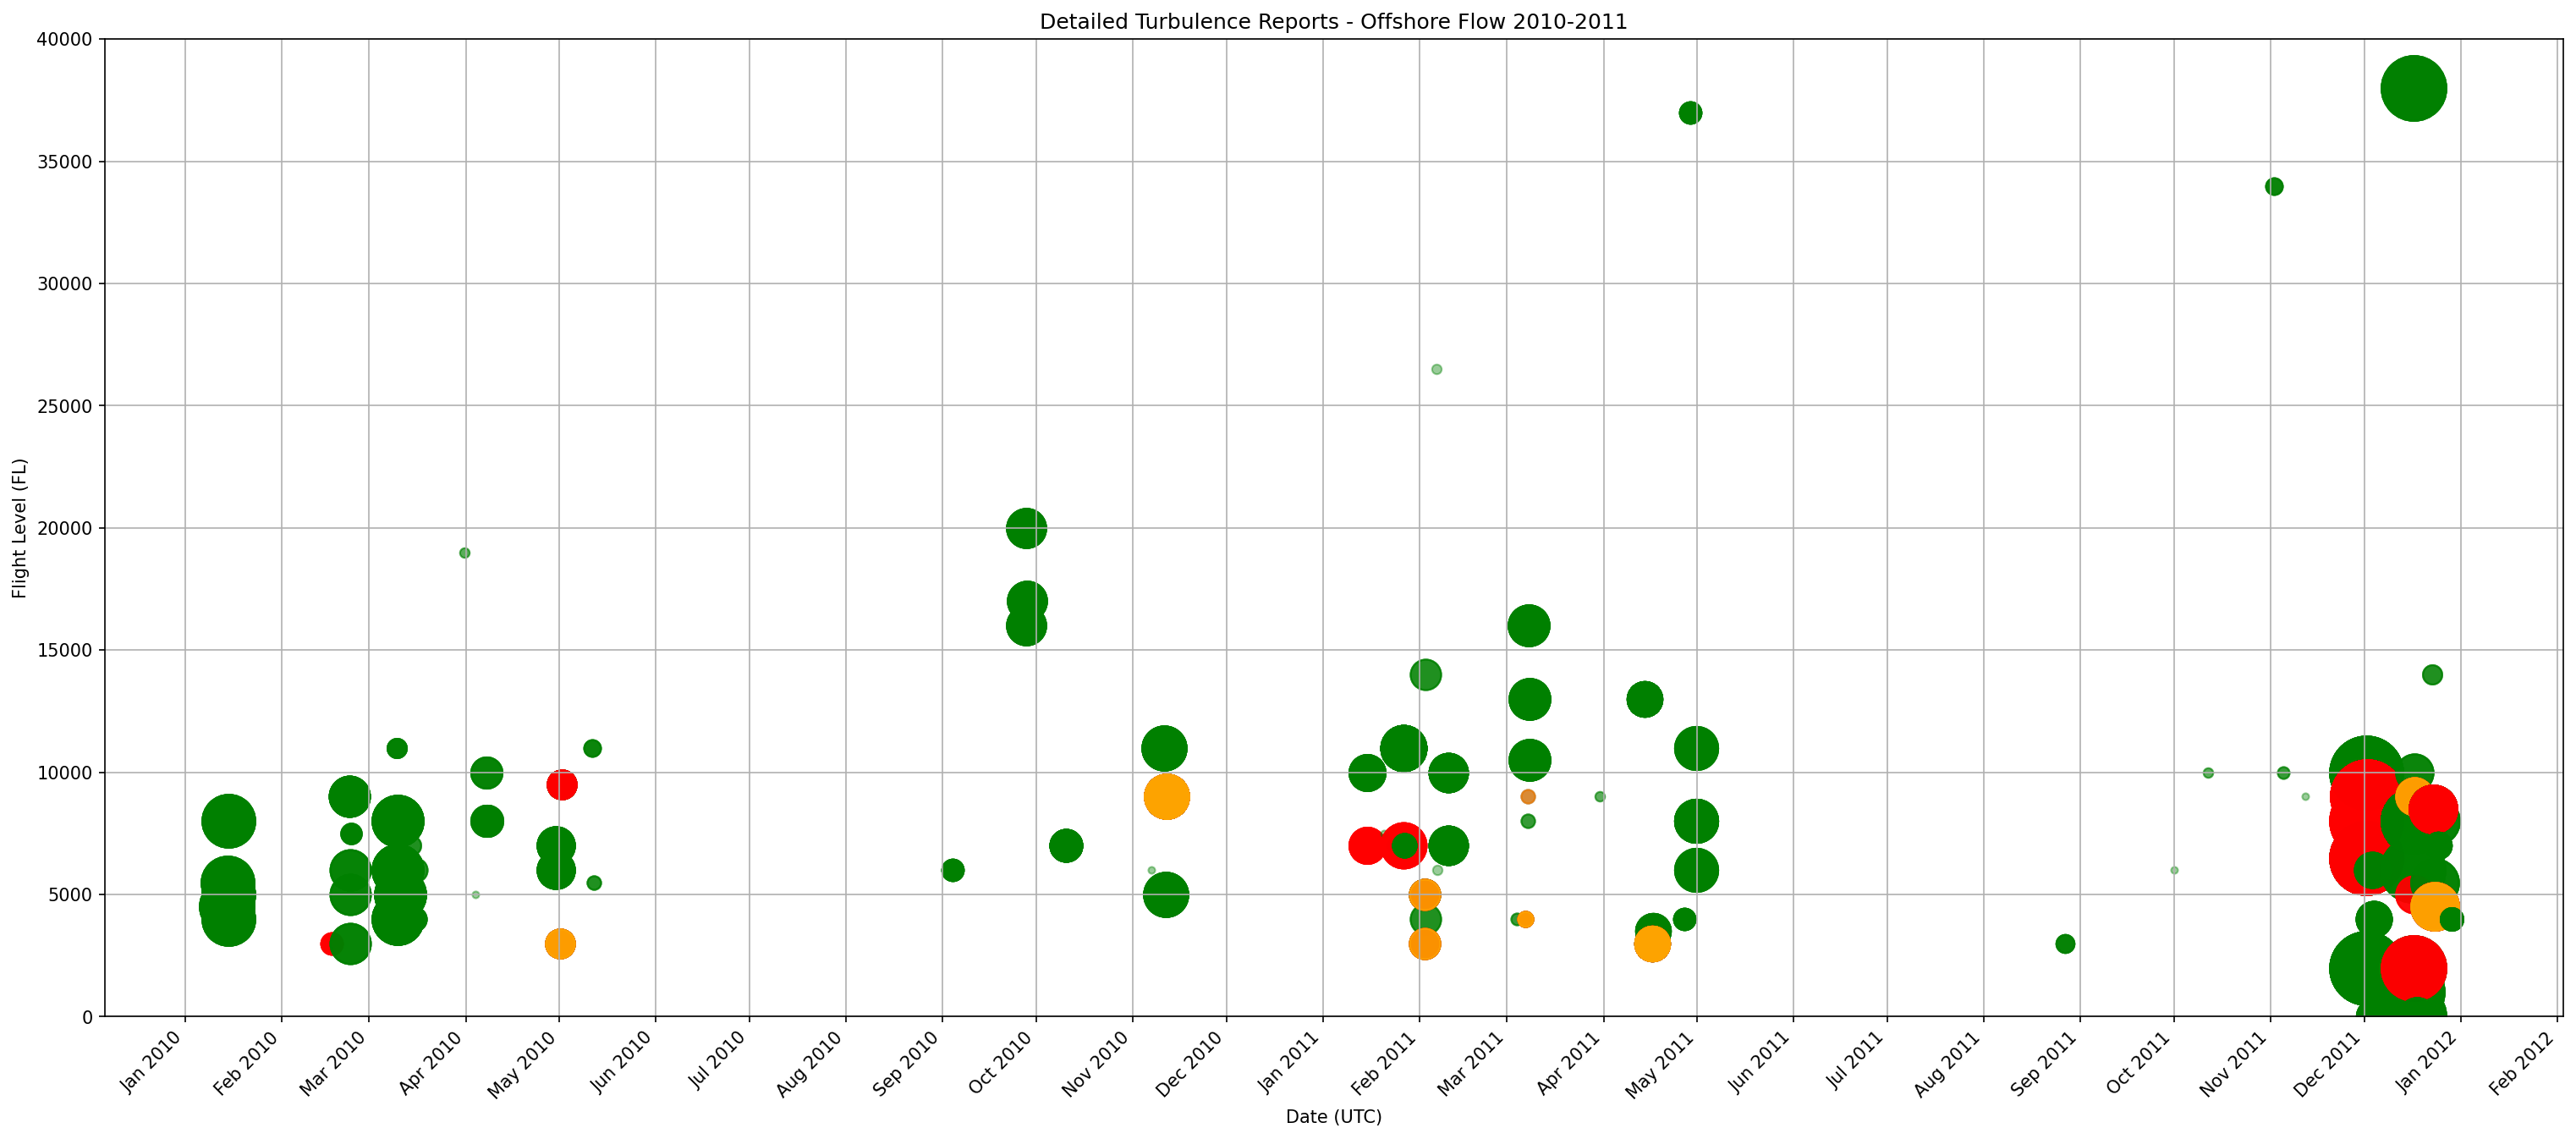 Detailed Turbulence Reports - Offshore Flow 2010-2011
40000
35000
30000
25000
20000
15000
10000
5000
0
Flight Level (FL)
Jan 2010
Feb 2010
Mar 2010
Apr 2010
May 2010
Jun 2010
Jul 2010
Aug 2010
Sep 2010
Oct 2010
Nov 2010
Dec 2010
Jan 2011
Feb 2011
Mar 2011
Apr 2011
May 2011
Jun 2011
Jul 2011
Aug 2011
Sep 2011
Oct 2011
Nov 2011
Dec 2011
Jan 2012
Feb 2012
Date (UTC)